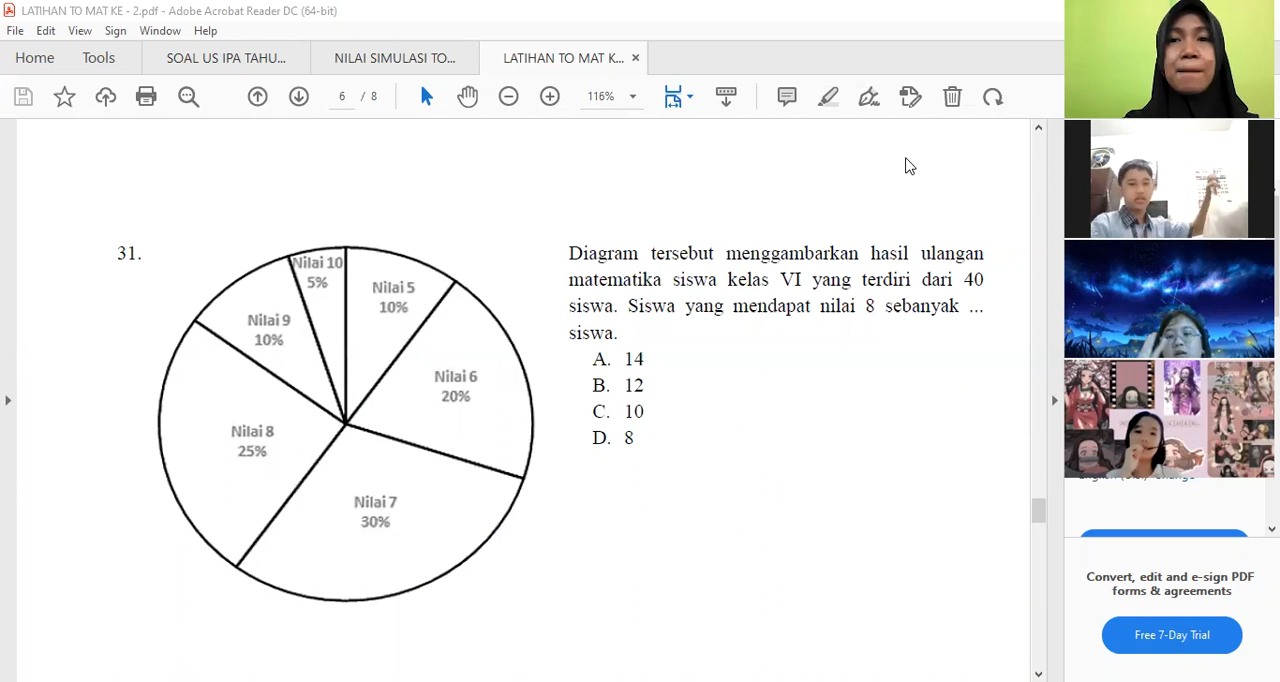 LATIHAN TO MAT KE - 2.pdf - Adobe Acrobat Reader DC (64-bit)
File Edit View Sign Window Help
Home Tools SOAL US IPA TAHU... NILAI SIMULASI TO... LATIHAN TO MAT K... ×
6 / 8 116%
31.
Nilai 10
5%
Nilai 5
10%
Nilai 9
10%
Nilai 6
20%
Nilai 8
25%
Nilai 7
30%
Diagram tersebut menggambarkan hasil ulangan
matematika siswa kelas VI yang terdiri dari 40
siswa. Siswa yang mendapat nilai 8 sebanyak ...
siswa.
A. 14
B. 12
C. 10
D. 8
Convert, edit and e-sign PDF
forms & agreements
Free 7-Day Trial